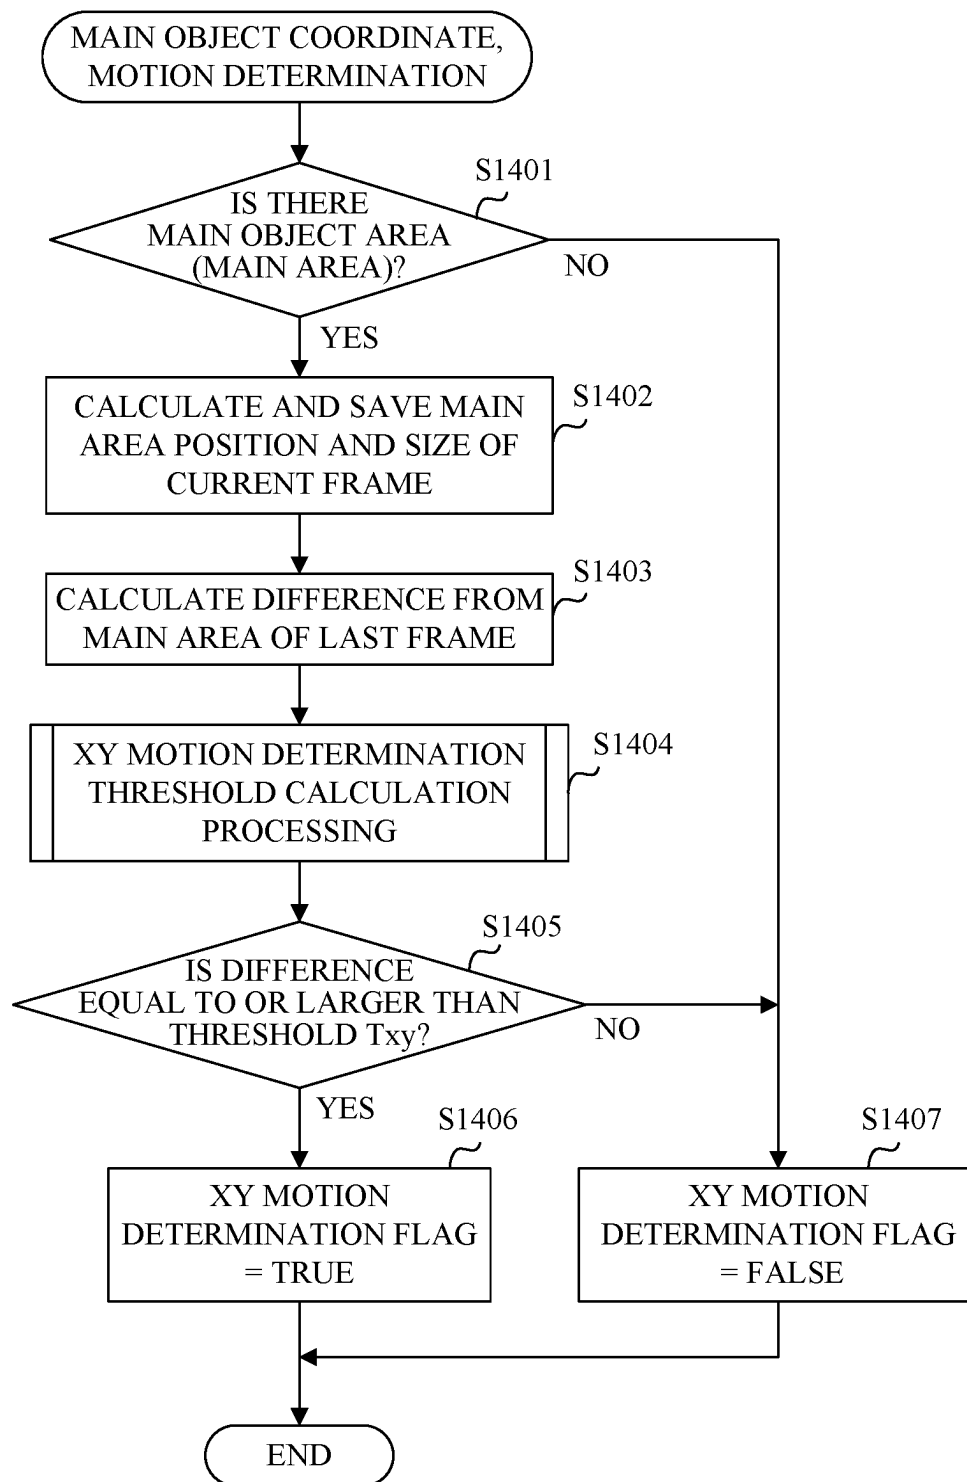 MAIN OBJECT COORDINATE,
MOTION DETERMINATION
S1401
IS THERE
MAIN OBJECT AREA
(MAIN AREA)?
NO
YES
S1402
CALCULATE AND SAVE MAIN
AREA POSITION AND SIZE OF
CURRENT FRAME
S1403
CALCULATE DIFFERENCE FROM
MAIN AREA OF LAST FRAME
S1404
XY MOTION DETERMINATION
THRESHOLD CALCULATION
PROCESSING
S1405
IS DIFFERENCE
EQUAL TO OR LARGER THAN
THRESHOLD Txy?
NO
YES
S1406
XY MOTION
DETERMINATION FLAG
= TRUE
S1407
XY MOTION
DETERMINATION FLAG
= FALSE
END